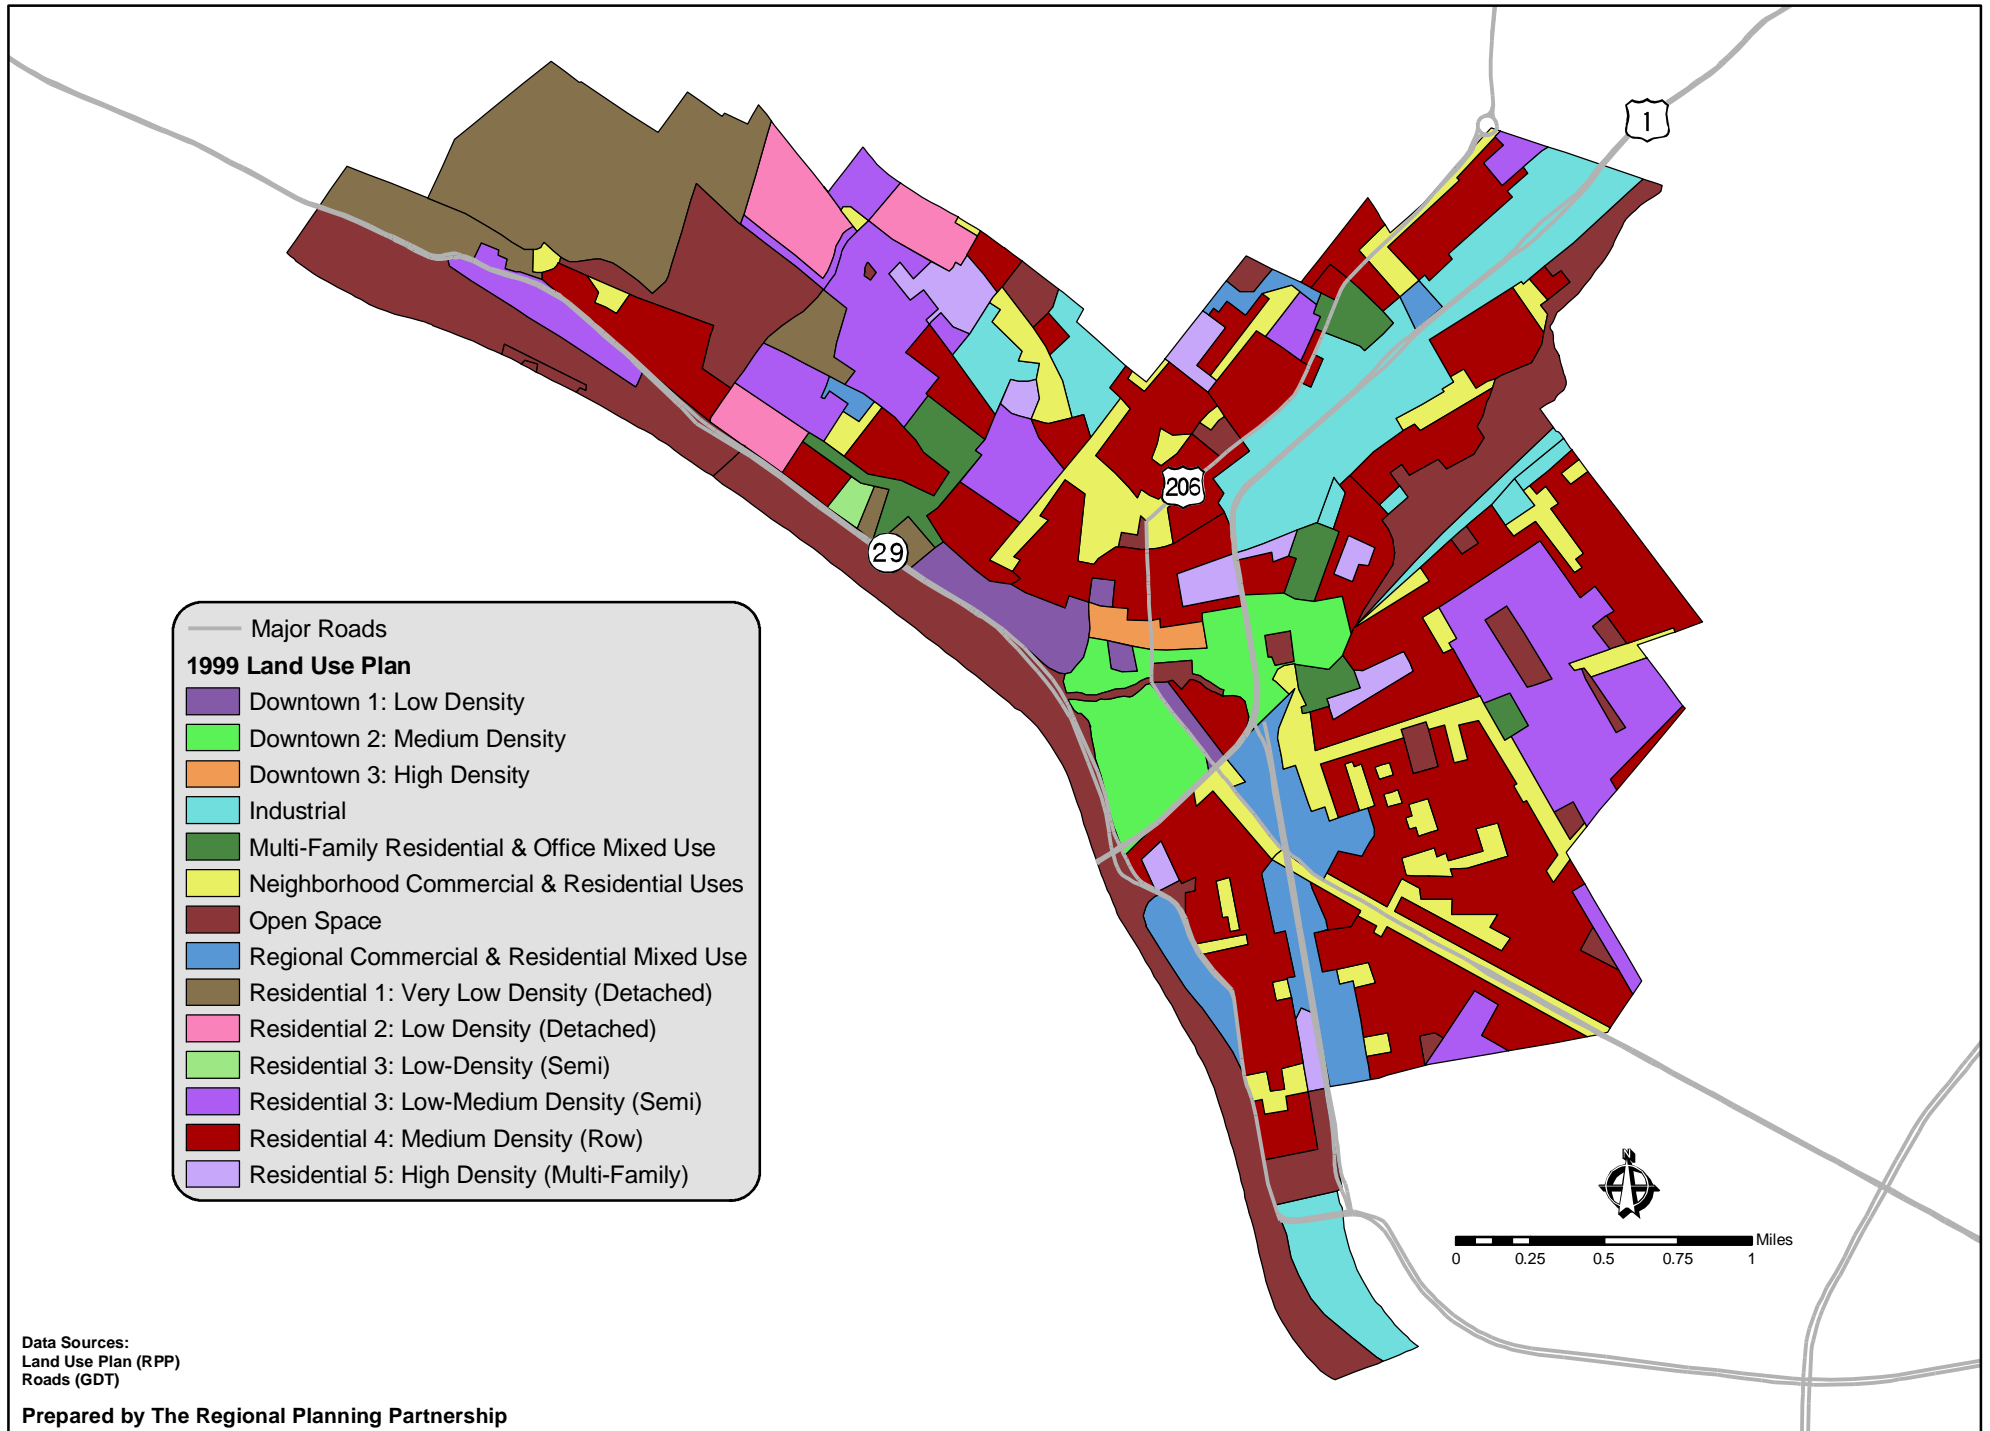 1
206
29
Major Roads
1999 Land Use Plan
Downtown 1: Low Density
Downtown 2: Medium Density
Downtown 3: High Density
Industrial
Multi-Family Residential & Office Mixed Use
Neighborhood Commercial & Residential Uses
Open Space
Regional Commercial & Residential Mixed Use
Residential 1: Very Low Density (Detached)
Residential 2: Low Density (Detached)
Residential 3: Low-Density (Semi)
Residential 3: Low-Medium Density (Semi)
Residential 4: Medium Density (Row)
Residential 5: High Density (Multi-Family)
N
Miles
0 0.25 0.5 0.75 1
Data Sources:
Land Use Plan (RPP)
Roads (GDT)
Prepared by The Regional Planning Partnership